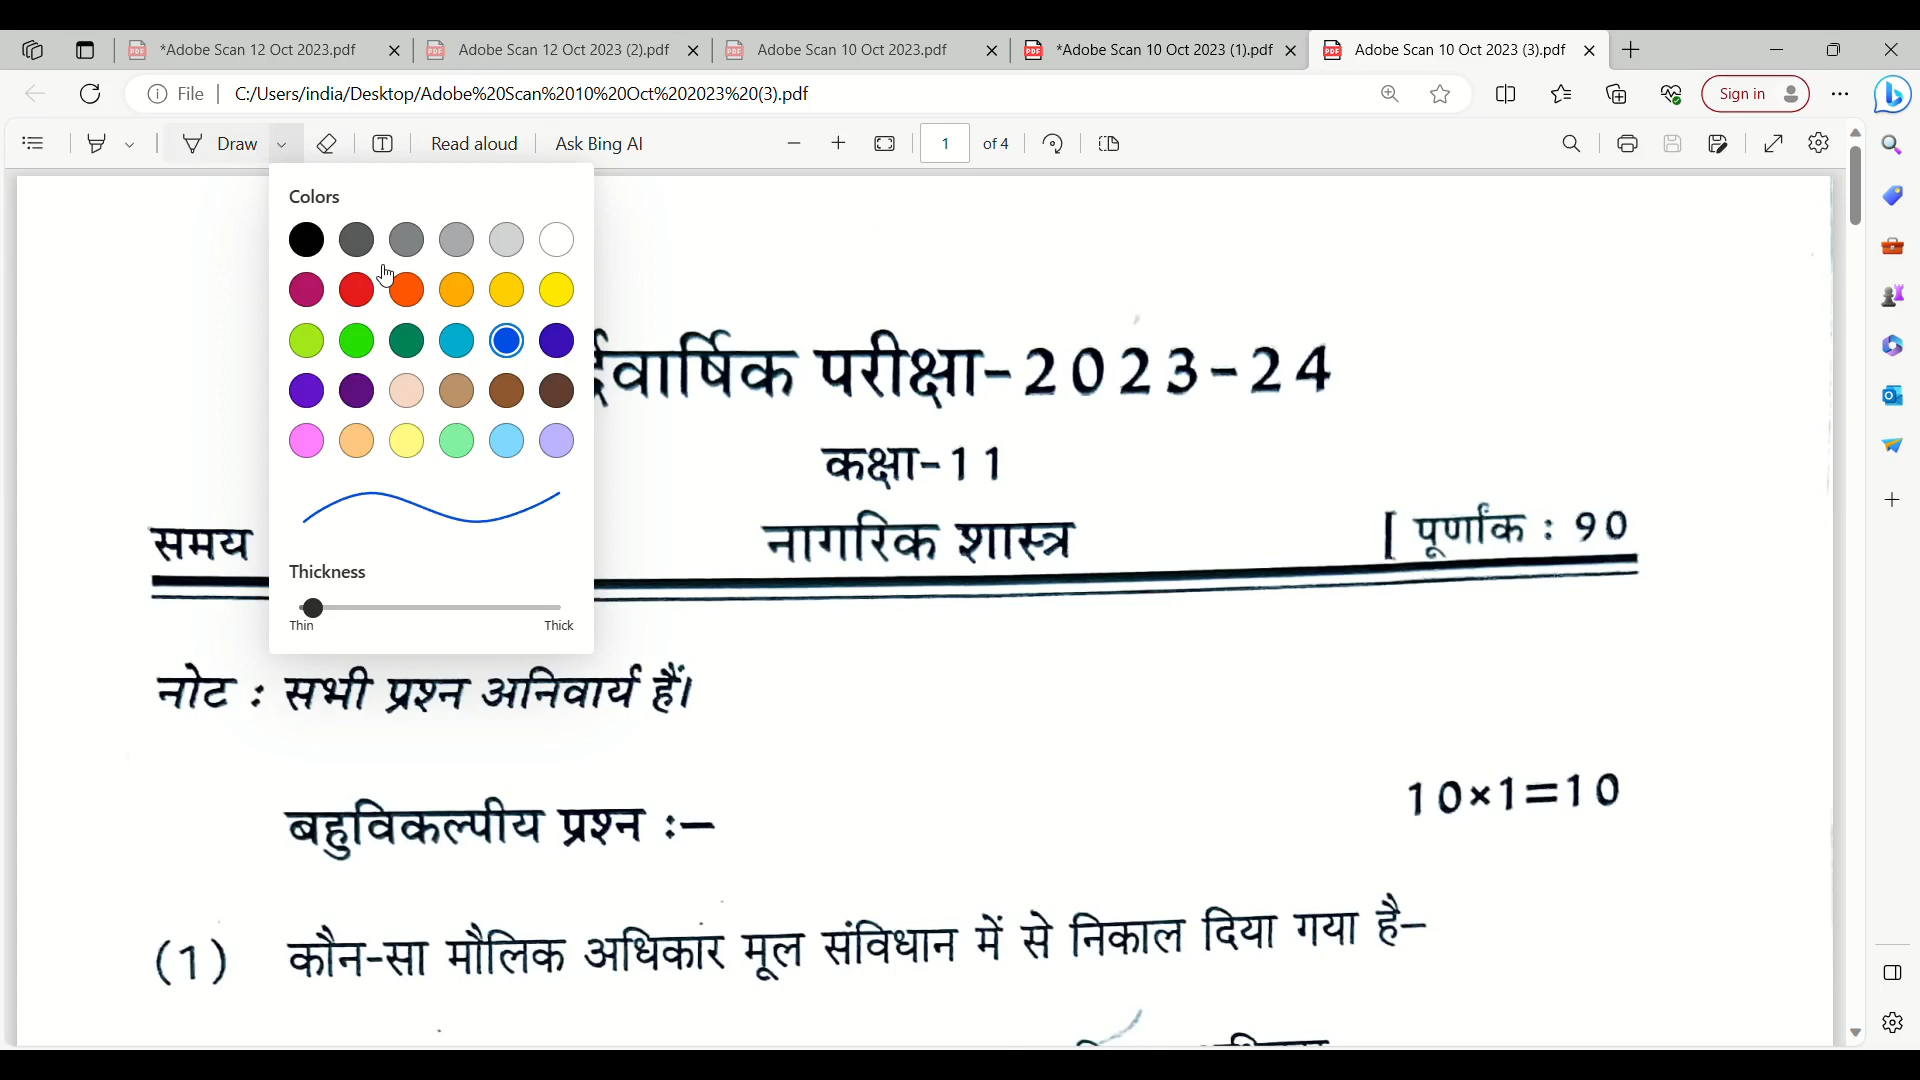 *Adobe Scan 12 Oct 2023.pdf
Adobe Scan 12 Oct 2023 (2).pdf
Adobe Scan 10 Oct 2023.pdf
*Adobe Scan 10 Oct 2023 (1).pdf
Adobe Scan 10 Oct 2023 (3).pdf
File
C:/Users/india/Desktop/Adobe%20Scan%2010%20Oct%202023%20(3).pdf
Sign in
Draw
Read aloud
Ask Bing AI
1 of 4
Colors
Thickness
Thin
Thick
र्द्धवार्षिक परीक्षा-2023-24
कक्षा-11
समय
नागरिक शास्त्र
[ पूर्णांक : 90
नोट : सभी प्रश्न अनिवार्य हैं।
बहुविकल्पीय प्रश्न :–
10×1=10
(1) कौन-सा मौलिक अधिकार मूल संविधान में से निकाल दिया गया है–